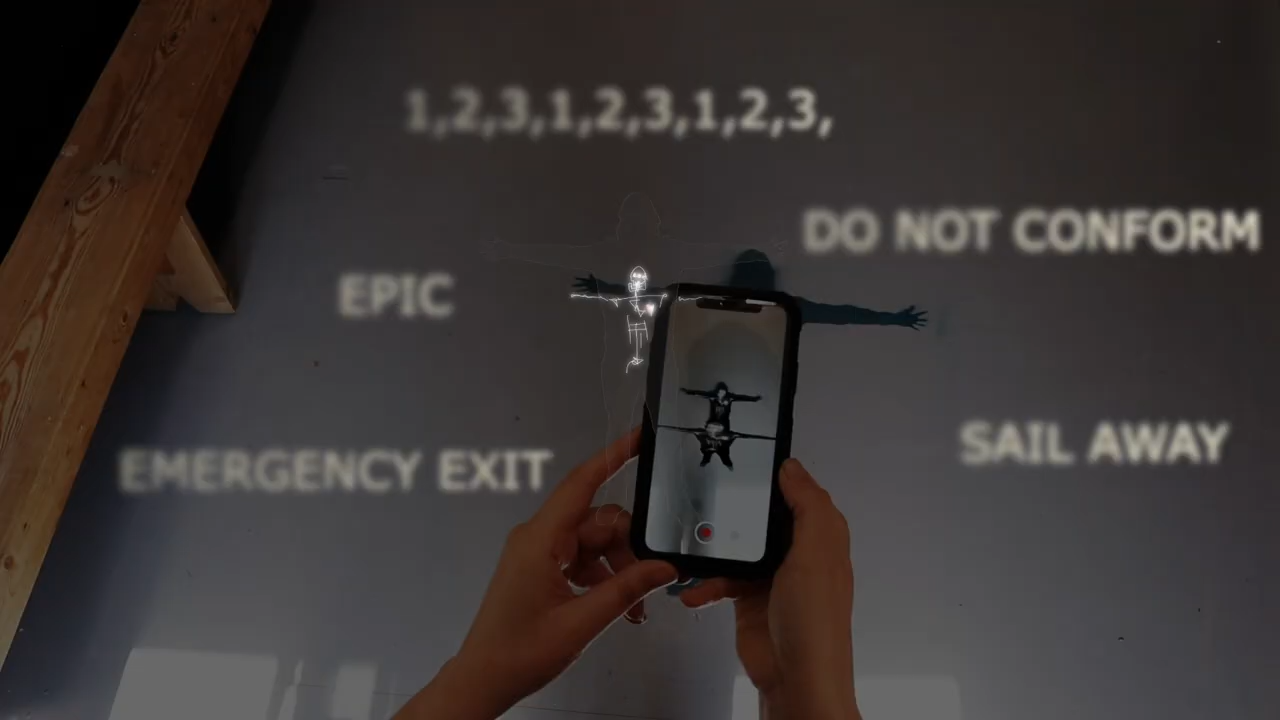 1,2,3,1,2,3,1,2,3,
DO NOT CONFORM
EPIC
SAIL AWAY
EMERGENCY EXIT